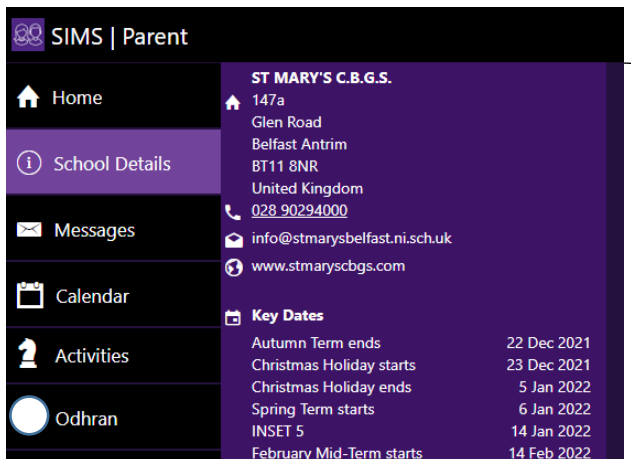 SIMS | Parent
Home
School Details
Messages
Calendar
Activities
Odhran
ST MARY'S C.B.G.S.
147a
Glen Road
Belfast Antrim
BT11 8NR
United Kingdom
028 90294000
info@stmarysbelfast.ni.sch.uk
www.stmaryscbgs.com
Key Dates
Autumn Term ends 22 Dec 2021
Christmas Holiday starts 23 Dec 2021
Christmas Holiday ends 5 Jan 2022
Spring Term starts 6 Jan 2022
INSET 5 14 Jan 2022
February Mid-Term starts 14 Feb 2022